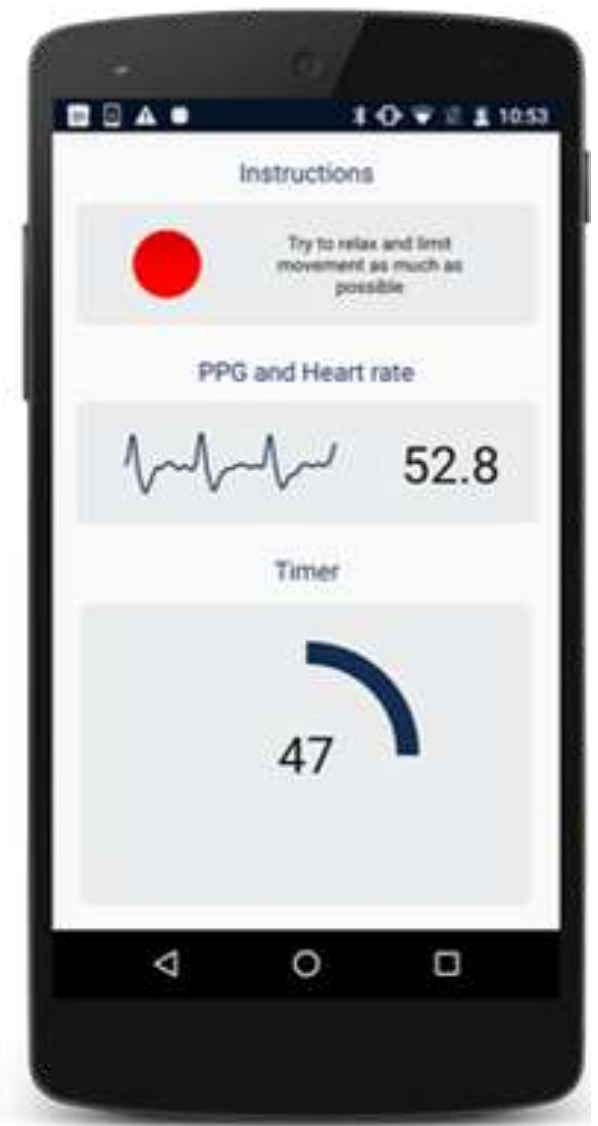 10:53
Instructions
Try to relax and limit
movement as much as
possible
PPG and Heart rate
52.8
Timer
47